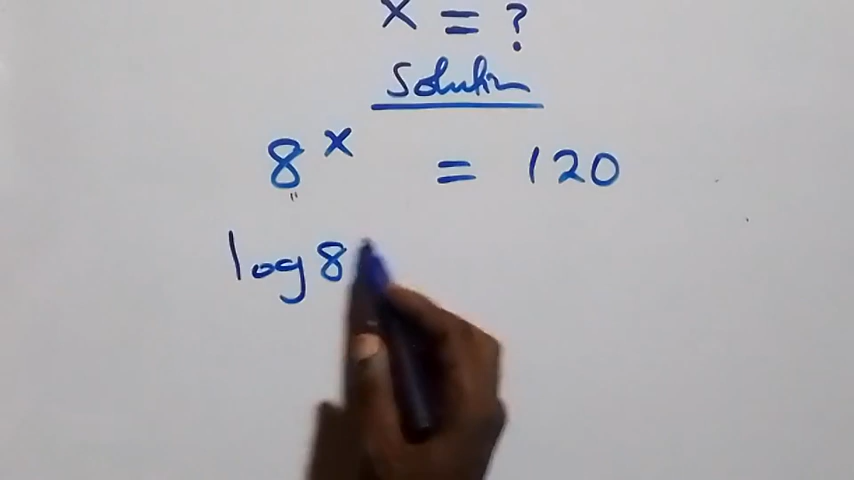 x = ?
Solution
8^x = 120
log 8